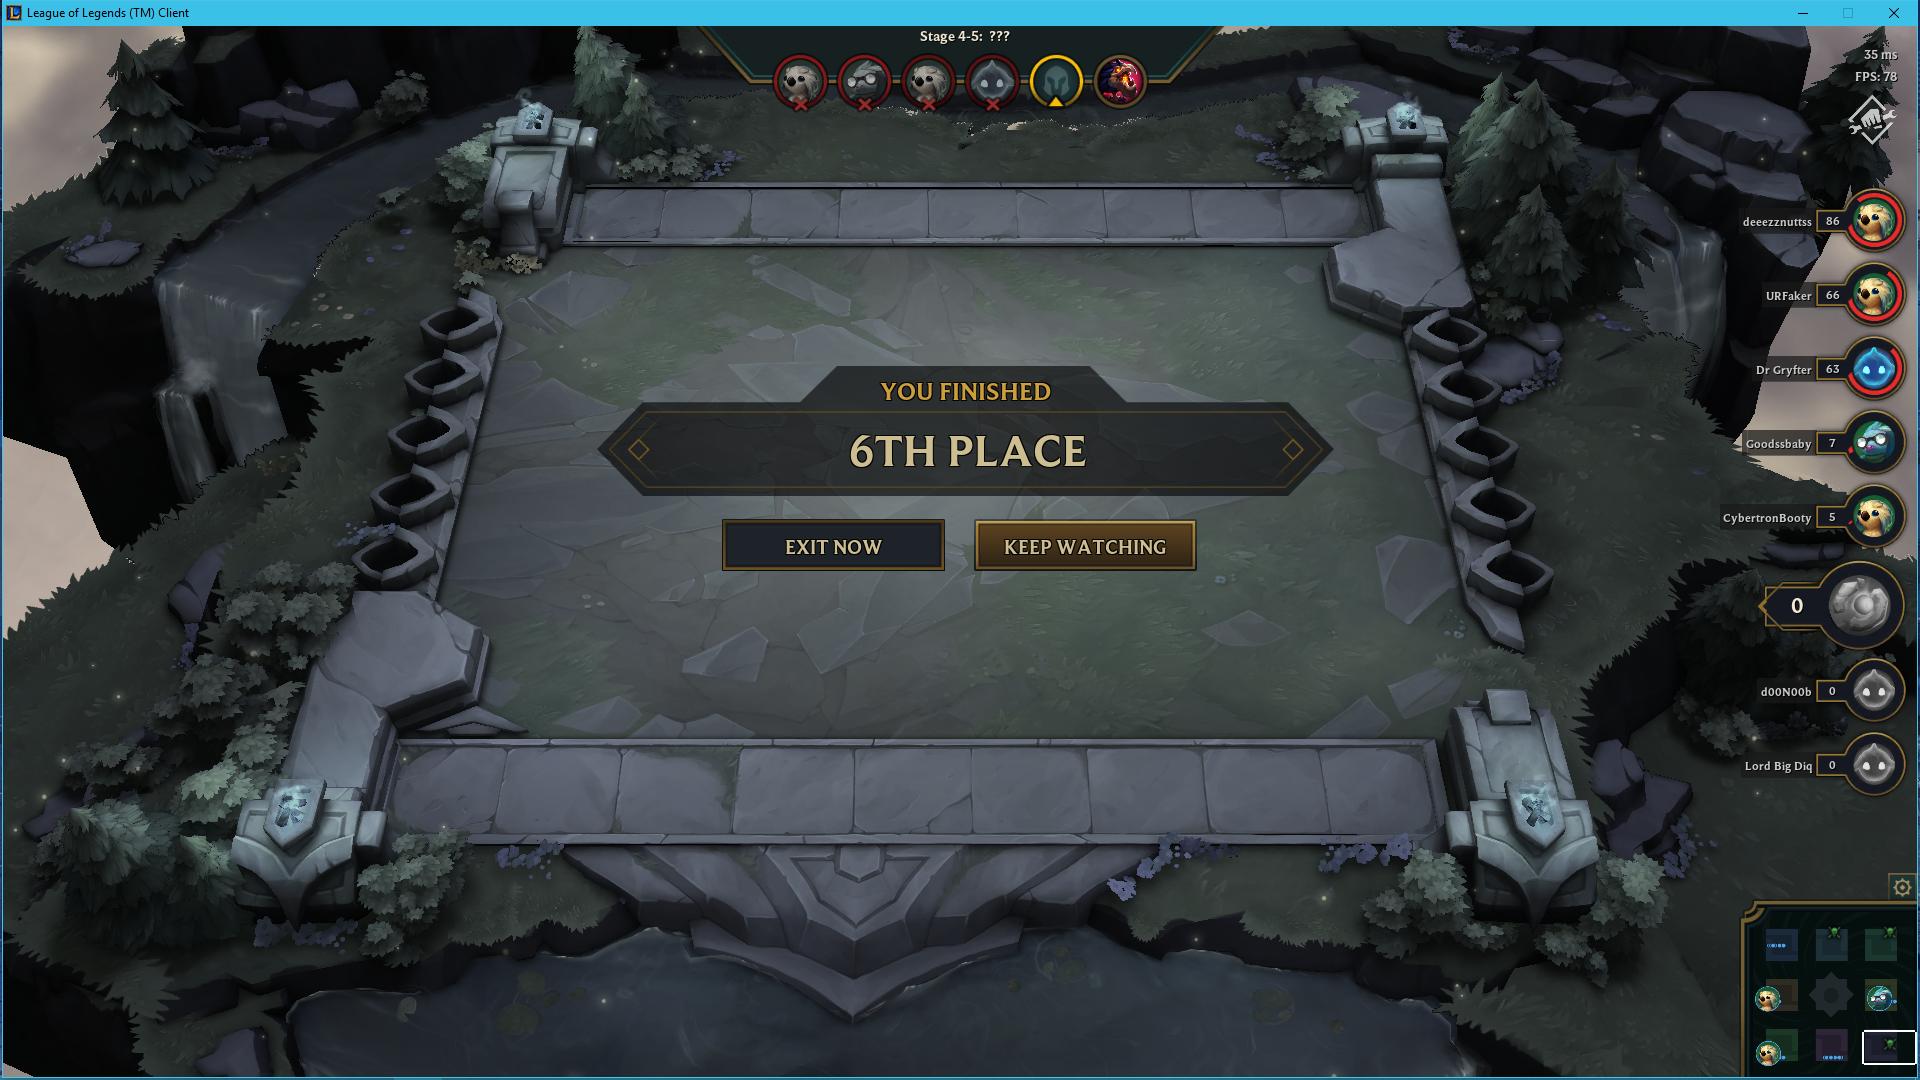 League of Legends (TM) Client
Stage 4-5: ???
35 ms
FPS: 78
deeezznuttss 86
URFaker 66
Dr Gryfter 63
Goodssbaby 7
CybertronBooty 5
0
d00N00b 0
Lord Big Diq 0
YOU FINISHED
6TH PLACE
EXIT NOW
KEEP WATCHING